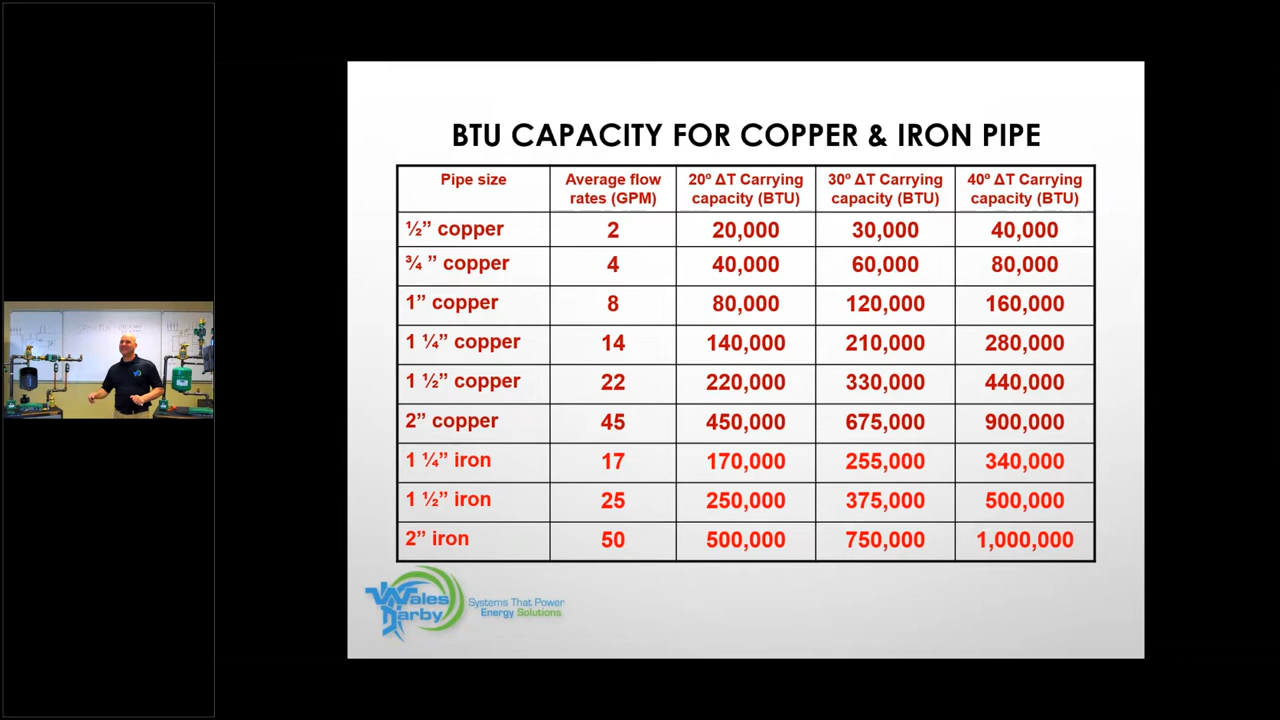 BTU CAPACITY FOR COPPER & IRON PIPE
Pipe size
Average flow
rates (GPM)
20º ΔT Carrying
capacity (BTU)
30º ΔT Carrying
capacity (BTU)
40º ΔT Carrying
capacity (BTU)
½” copper 2 20,000 30,000 40,000
¾ ” copper 4 40,000 60,000 80,000
1” copper 8 80,000 120,000 160,000
1 ¼” copper 14 140,000 210,000 280,000
1 ½” copper 22 220,000 330,000 440,000
2” copper 45 450,000 675,000 900,000
1 ¼” iron 17 170,000 255,000 340,000
1 ½” iron 25 250,000 375,000 500,000
2” iron 50 500,000 750,000 1,000,000
Wales
Darby
Systems That Power
Energy Solutions